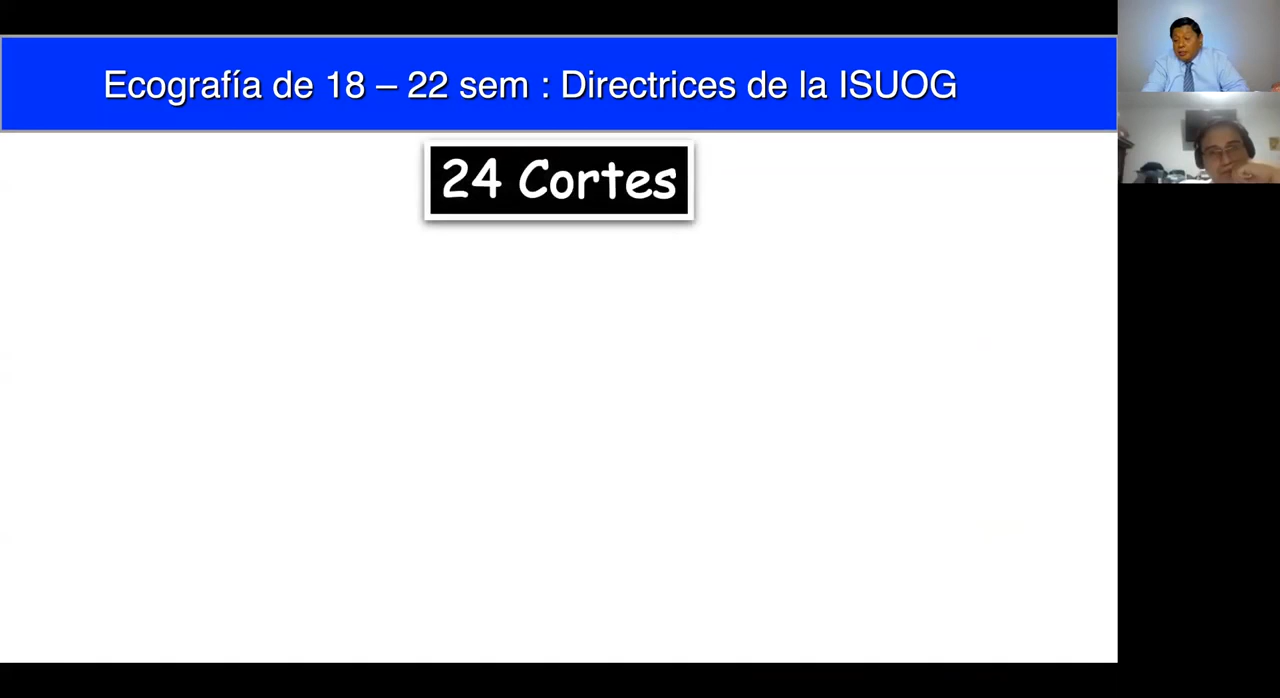 Ecografía de 18 – 22 sem : Directrices de la ISUOG
24 Cortes